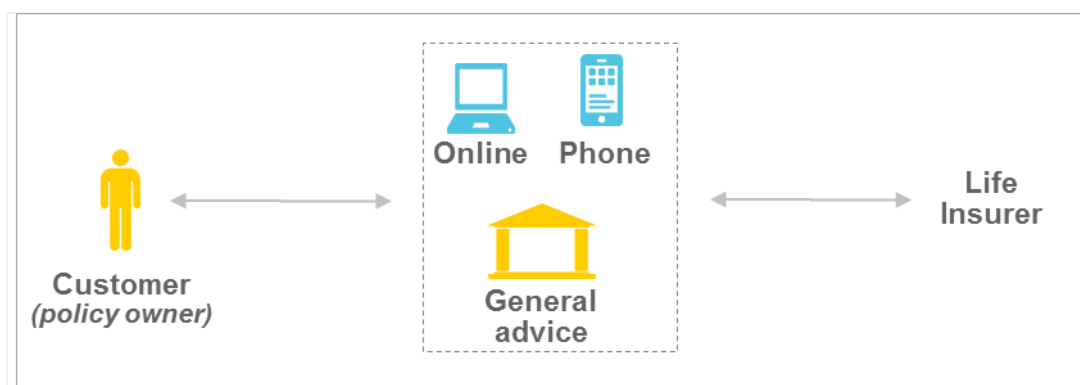 Online
Phone
General
advice
Customer
(policy owner)
Life
Insurer